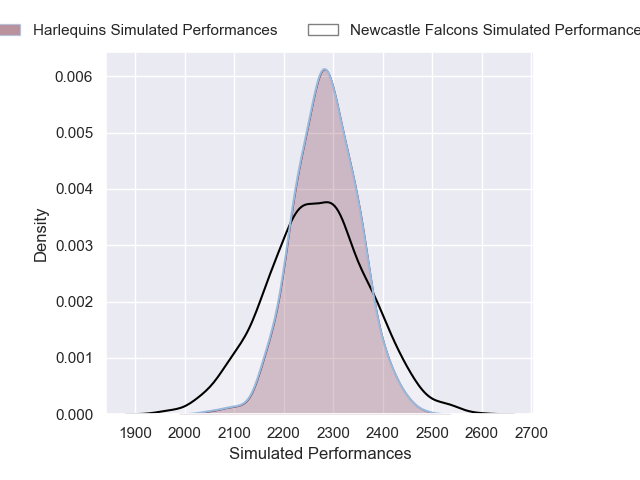 Harlequins Simulated Performances
Newcastle Falcons Simulated Performance
0.006
0.005
0.004
0.003
0.002
0.001
0.000
Density
1900 2000 2100 2200 2300 2400 2500 2600 2700
Simulated Performances